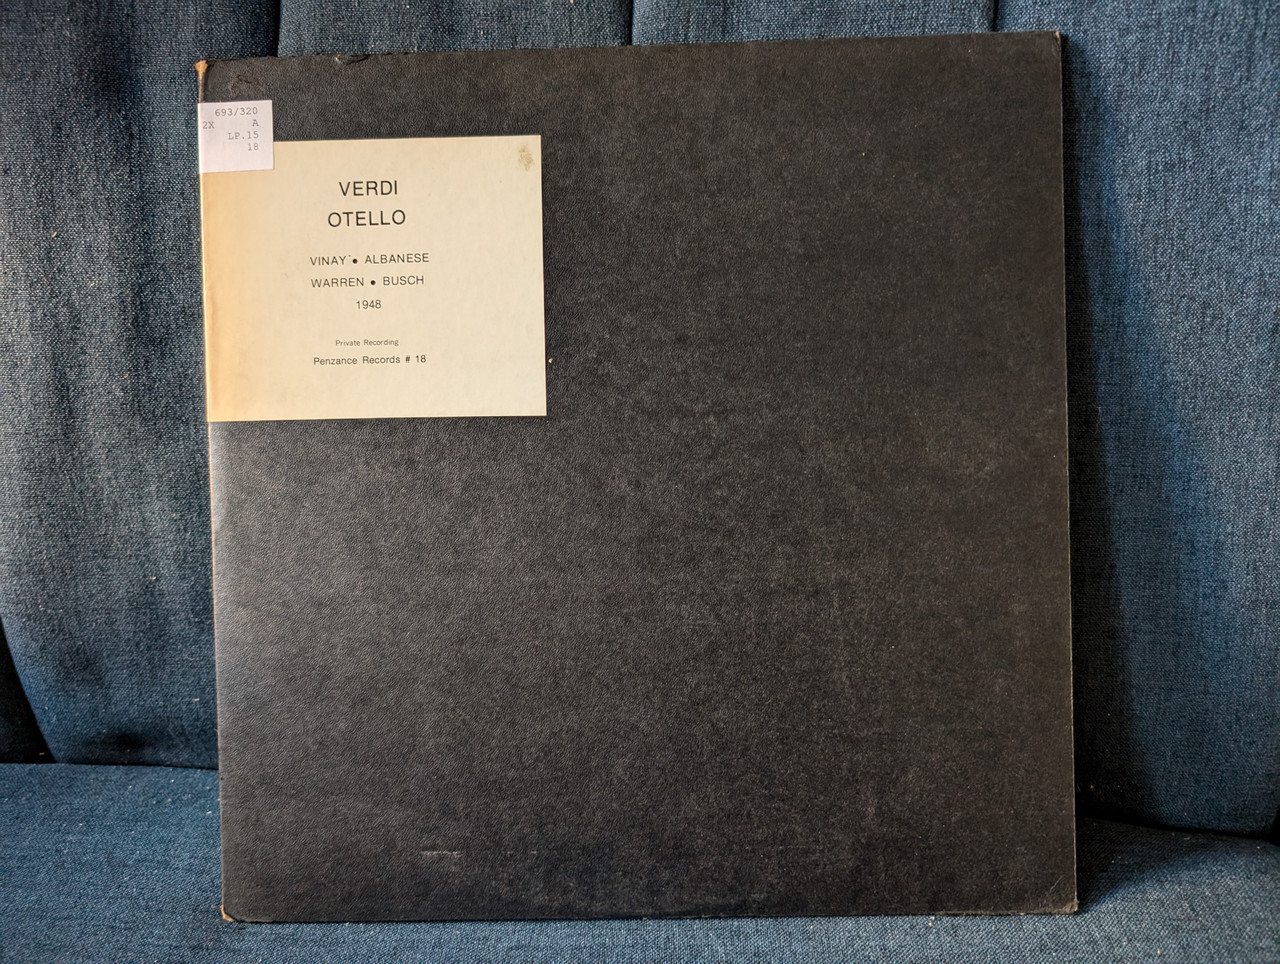 693/320
2X A
LP.15
18
VERDI
OTELLO
VINAY • ALBANESE
WARREN • BUSCH
1948
Private Recording
Penzance Records # 18